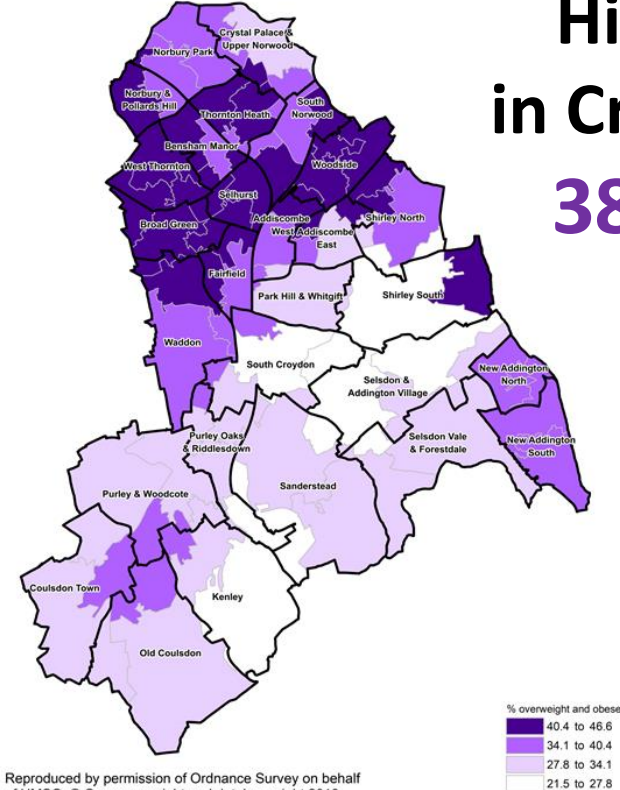 Hi
in Cr
38
Crystal Palace &
Upper Norwood
Norbury Park
Norbury &
Pollards Hill
Thornton Heath
South
Norwood
Bensham Manor
Woodside
West Thornton
Selhurst
Broad Green
Addiscombe
West
Addiscombe
East
Shirley North
Fairfield
Park Hill & Whitgift
Shirley South
Waddon
South Croydon
New Addington
North
Selsdon &
Addington Village
Purley Oaks
& Riddlesdown
Selsdon Vale
& Forestdale
New Addington
South
Sanderstead
Purley & Woodcote
Coulsdon Town
Kenley
Old Coulsdon
% overweight and obese
40.4 to 46.6
34.1 to 40.4
27.8 to 34.1
21.5 to 27.8
Reproduced by permission of Ordnance Survey on behalf